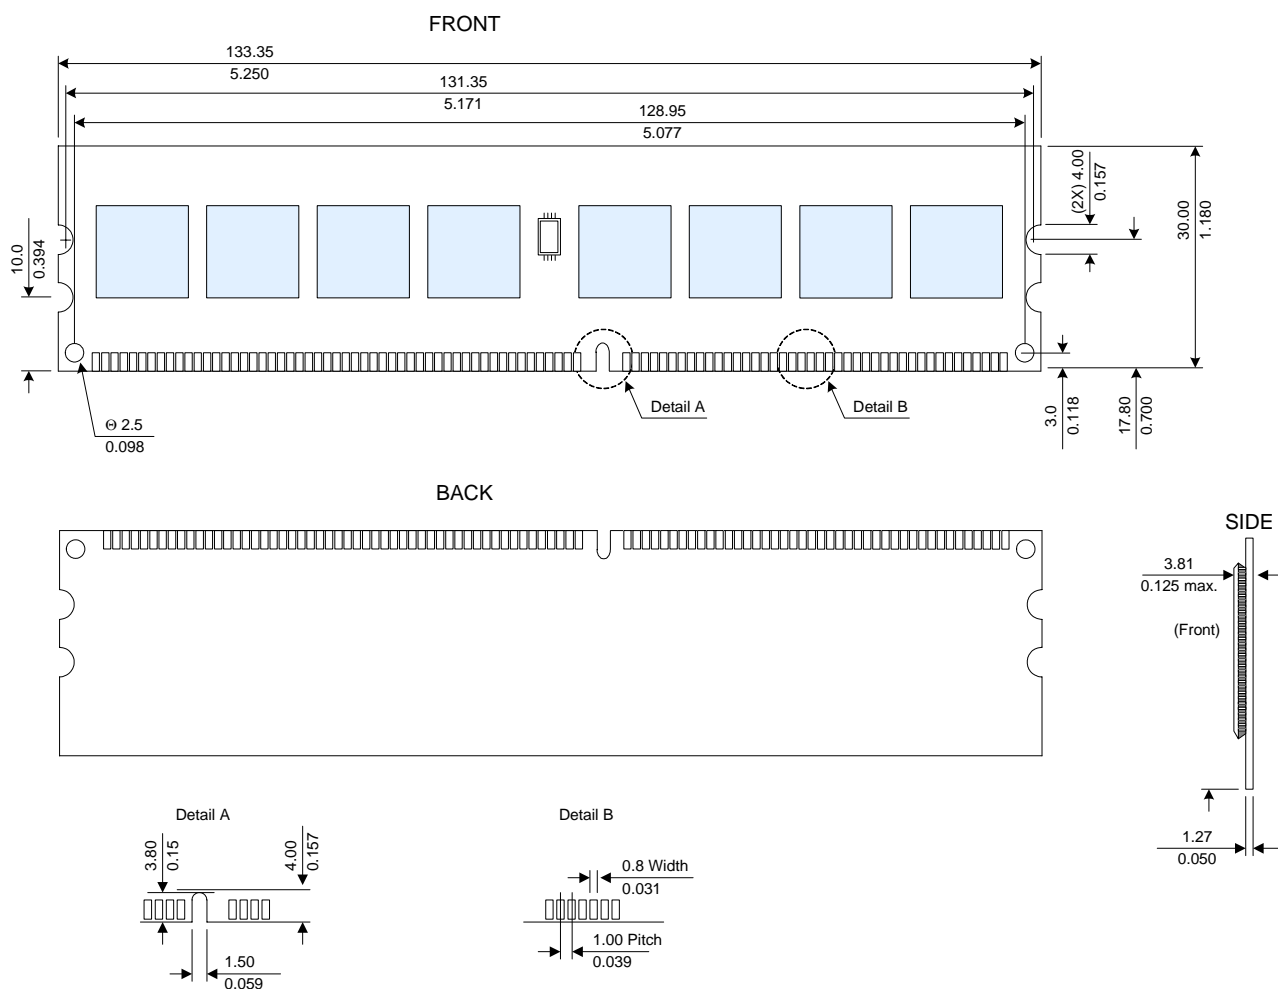 FRONT
133.35
5.250
131.35
5.171
128.95
5.077
(2X) 4.00
0.157
30.00
1.180
10.0
0.394
Θ 2.5
0.098
Detail A
Detail B
3.0
0.118
17.80
0.700
BACK
SIDE
3.81
0.125 max.
(Front)
1.27
0.050
Detail A
3.80
0.15
4.00
0.157
1.50
0.059
Detail B
0.8 Width
0.031
1.00 Pitch
0.039